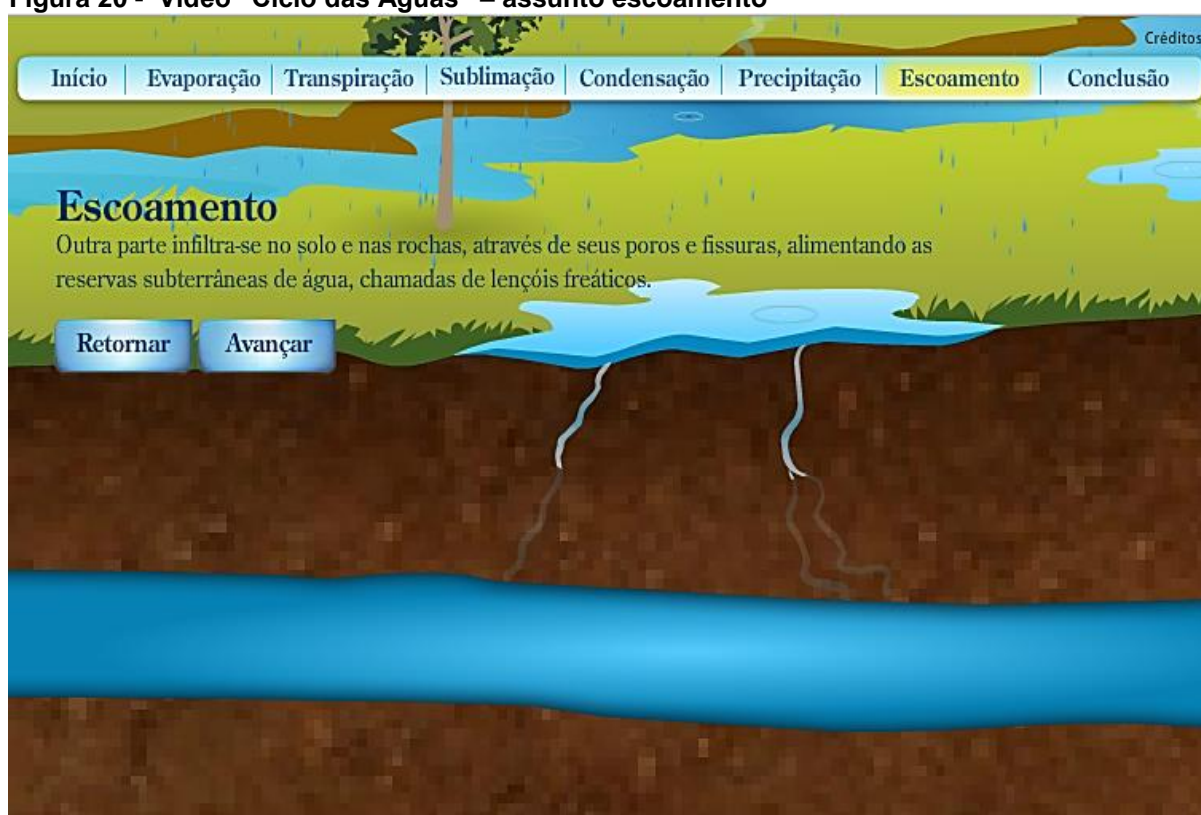 Figura 20 - Vídeo "Ciclo das Águas" – assunto escoamento
Créditos
Início Evaporação Transpiração Sublimação Condensação Precipitação Escoamento Conclusão
Escoamento
Outra parte infiltra-se no solo e nas rochas, através de seus poros e fissuras, alimentando as
reservas subterrâneas de água, chamadas de lençóis freáticos.
Retornar Avançar